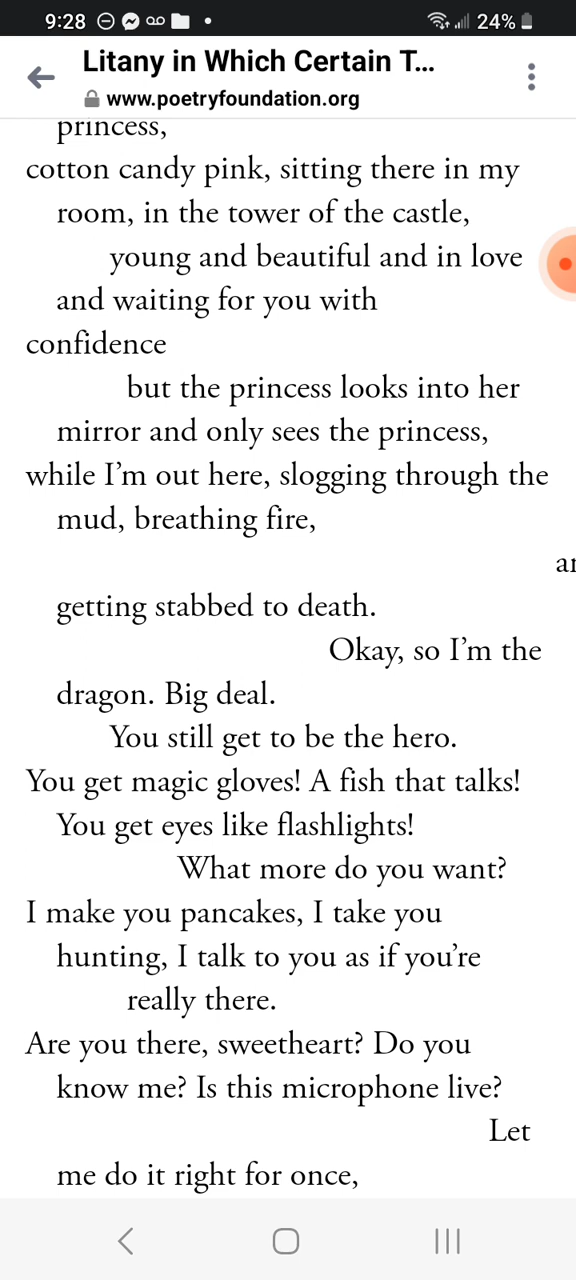 9:28
24%
Litany in Which Certain T...
www.poetryfoundation.org
princess,
cotton candy pink, sitting there in my
room, in the tower of the castle,
young and beautiful and in love
and waiting for you with
confidence
but the princess looks into her
mirror and only sees the princess,
while I’m out here, slogging through the
mud, breathing fire,
getting stabbed to death.
Okay, so I’m the
dragon. Big deal.
You still get to be the hero.
You get magic gloves! A fish that talks!
You get eyes like flashlights!
What more do you want?
I make you pancakes, I take you
hunting, I talk to you as if you’re
really there.
Are you there, sweetheart? Do you
know me? Is this microphone live?
Let
me do it right for once,